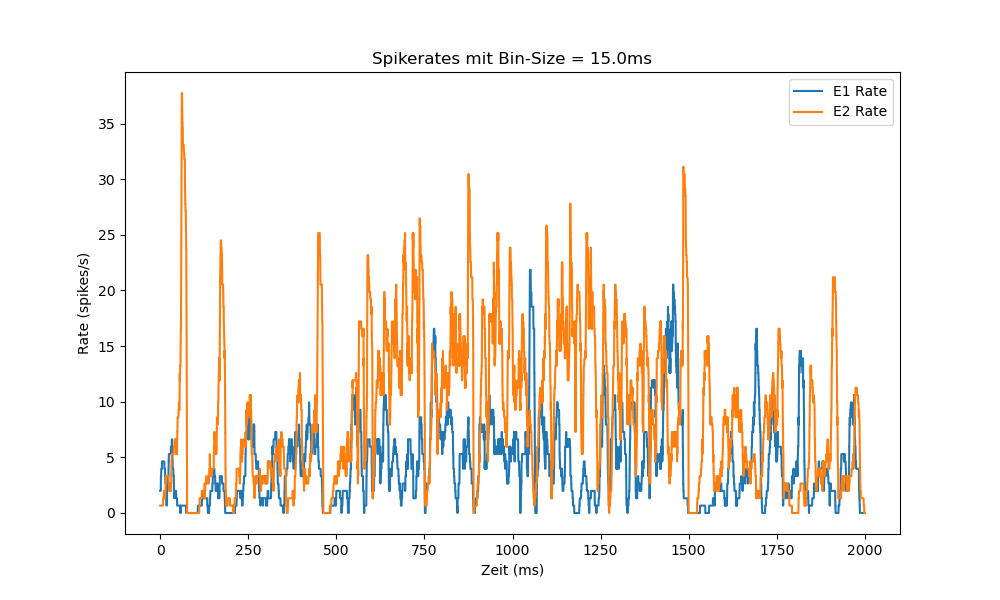 Spikerates mit Bin-Size = 15.0ms
E1 Rate
E2 Rate
Rate (spikes/s)
35
30
25
20
15
10
5
0
0 250 500 750 1000 1250 1500 1750 2000
Zeit (ms)